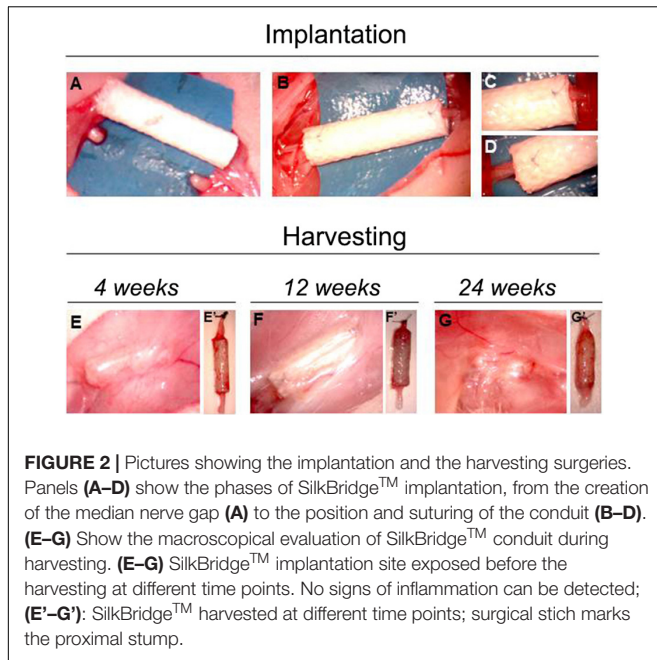 Implantation
A
B
C
D
Harvesting
4 weeks
12 weeks
24 weeks
E
E'
F
F'
G
G'
FIGURE 2 | Pictures showing the implantation and the harvesting surgeries.
Panels (A–D) show the phases of SilkBridge™ implantation, from the creation
of the median nerve gap (A) to the position and suturing of the conduit (B–D).
(E–G) Show the macroscopical evaluation of SilkBridge™ conduit during
harvesting. (E–G) SilkBridge™ implantation site exposed before the
harvesting at different time points. No signs of inflammation can be detected;
(E’–G’): SilkBridge™ harvested at different time points; surgical stich marks
the proximal stump.